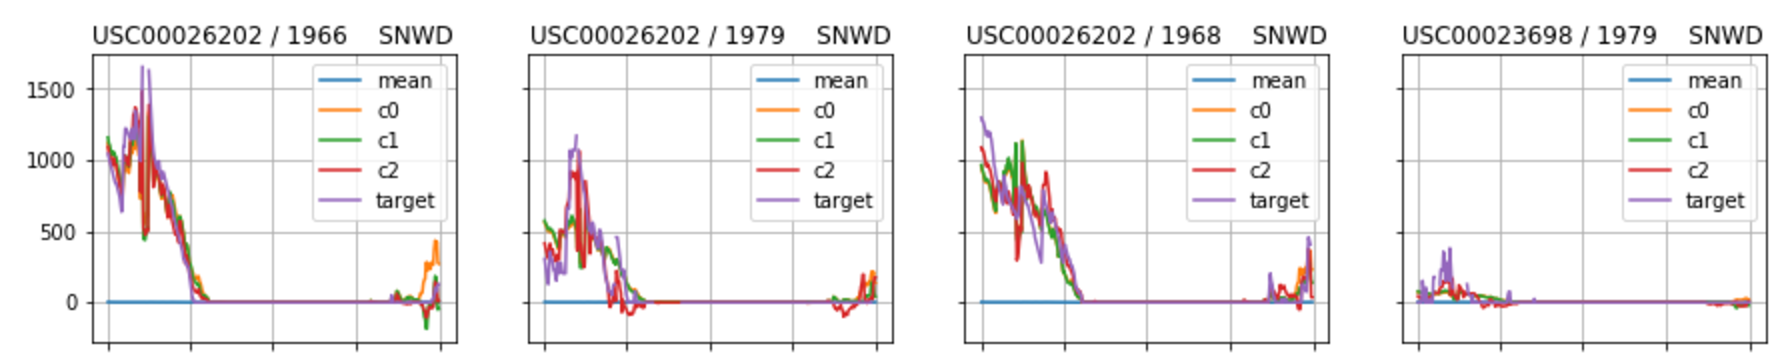 USC00026202 / 1966 SNWD
mean
c0
c1
c2
target
1500
1000
500
0
USC00026202 / 1979 SNWD
mean
c0
c1
c2
target
USC00026202 / 1968 SNWD
mean
c0
c1
c2
target
USC00023698 / 1979 SNWD
mean
c0
c1
c2
target